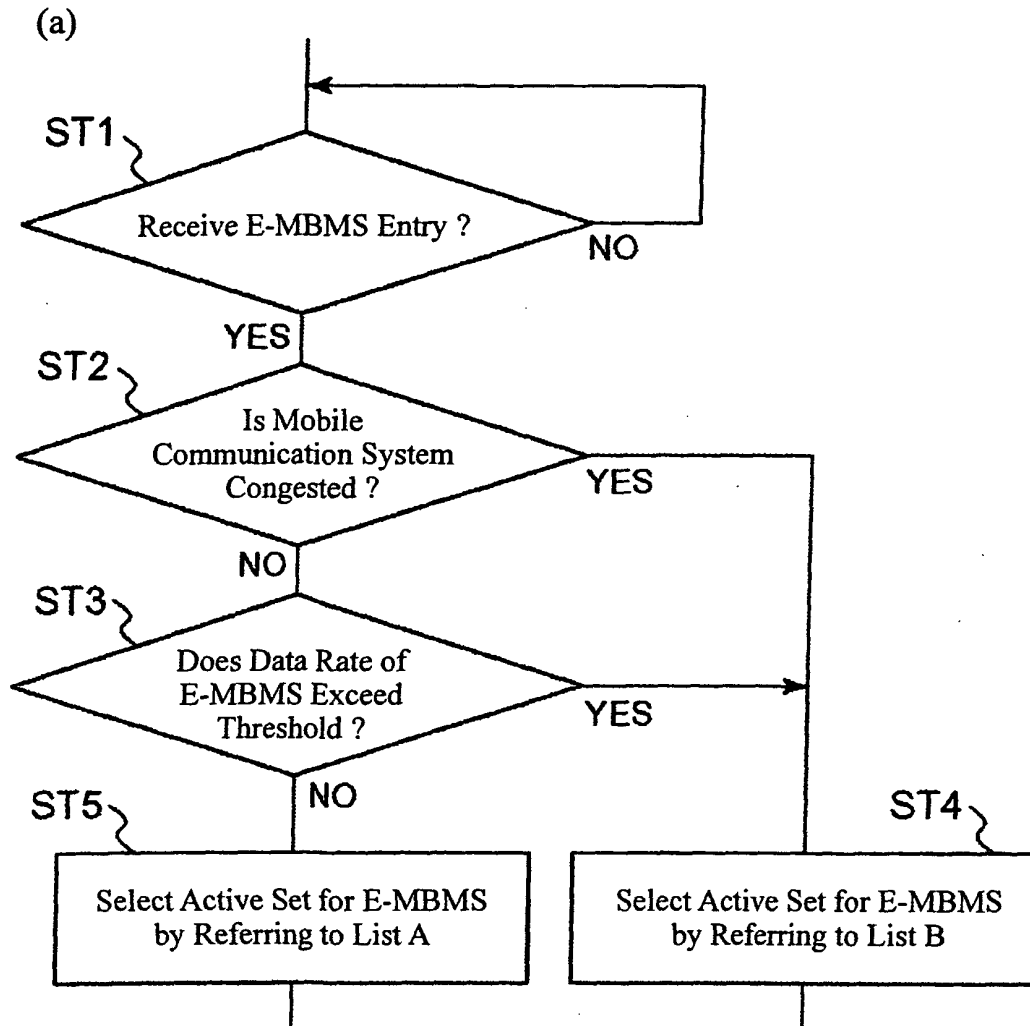 (a)
ST1
Receive E-MBMS Entry ?
NO
YES
ST2
Is Mobile
Communication System
Congested ?
YES
NO
ST3
Does Data Rate of
E-MBMS Exceed
Threshold ?
YES
NO
ST5
ST4
Select Active Set for E-MBMS
by Referring to List A
Select Active Set for E-MBMS
by Referring to List B